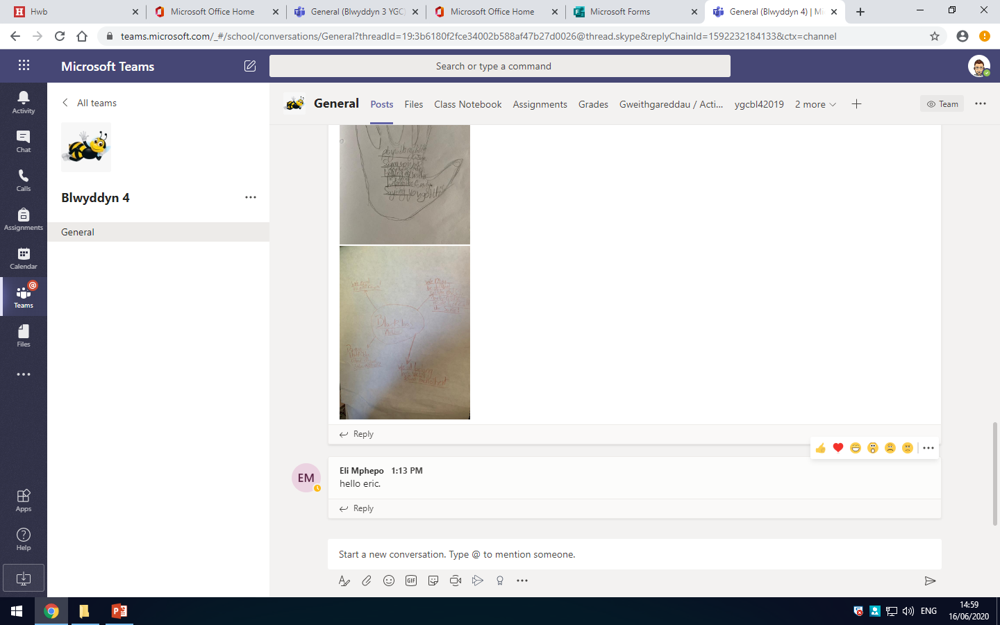 Hwb
Microsoft Office Home
General (Blwyddyn 3 YGC
Microsoft Office Home
Microsoft Forms
General (Blwyddyn 4) | Mi
teams.microsoft.com/_#/school/conversations/General?threadId=19:3b6180f2fce34002b588af47b27d0026@thread.skype&replyChainId=1592232184133&ctx=channel
Microsoft Teams
Search or type a command
Activity
Chat
Calls
Assignments
Calendar
@
Teams
Files
Apps
Help
All teams
Blwyddyn 4
General
General Posts Files Class Notebook Assignments Grades Gweithgareddau / Acti... ygcbl42019 2 more
Team
Reply
EM
Eli Mphepo 1:13 PM
hello eric.
Reply
Start a new conversation. Type @ to mention someone.
GIF
ENG
14:59
16/06/2020